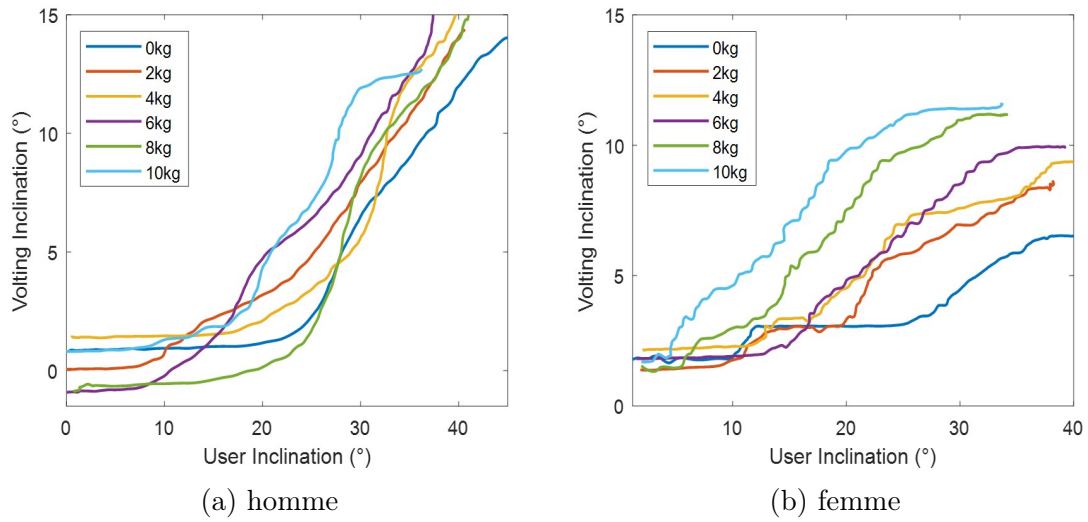 15
10
5
0
0
10
20
30
40
Volting Inclination (°)
User Inclination (°)
0kg
2kg
4kg
6kg
8kg
10kg
(a) homme
15
10
5
0
10
20
30
40
Volting Inclination (°)
User Inclination (°)
0kg
2kg
4kg
6kg
8kg
10kg
(b) femme